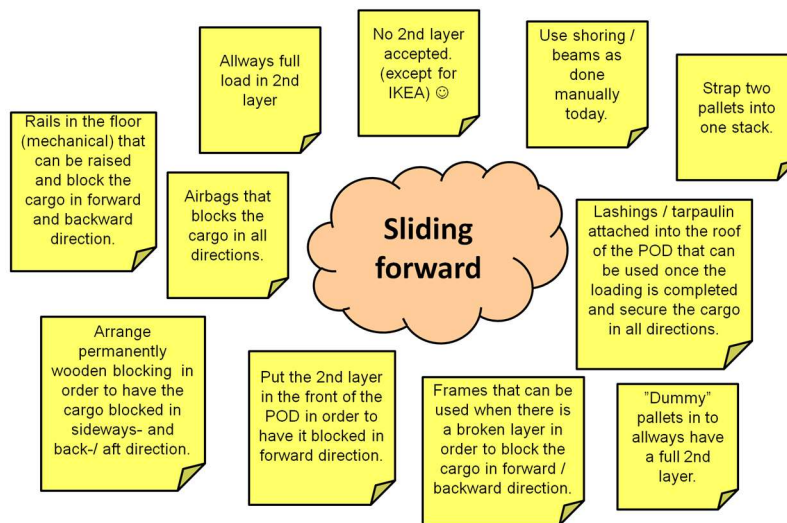 Allways full
load in 2nd
layer
No 2nd layer
accepted.
(except for
IKEA) ☺
Use shoring /
beams as
done
manually
today.
Strap two
pallets into
one stack.
Rails in the floor
(mechanical) that
can be raised
and block the
cargo in forward
and backward
direction.
Airbags that
blocks the
cargo in all
directions.
Sliding
forward
Lashings / tarpaulin
attached into the roof
of the POD that can
be used once the
loading is completed
and secure the cargo
in all directions.
Arrange
permanently
wooden blocking in
order to have the
cargo blocked in
sideways- and
back-/ aft direction.
Put the 2nd layer
in the front of the
POD in order to
have it blocked in
forward direction.
Frames that can be
used when there is
a broken layer in
order to block the
cargo in forward /
backward direction.
"Dummy"
pallets in to
allways have
a full 2nd
layer.